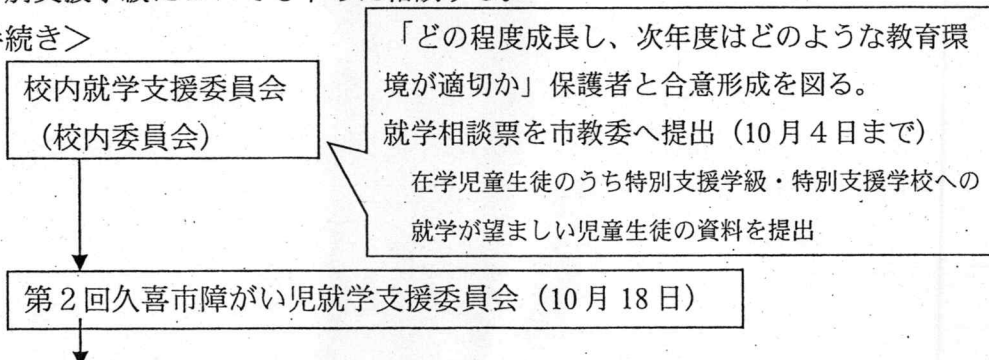 続き＞
校内就学支援委員会
（校内委員会）
「どの程度成長し、次年度はどのような教育環
境が適切か」保護者と合意形成を図る。
就学相談票を市教委へ提出（10月４日まで）
在学児童生徒のうち特別支援学級・特別支援学校への
就学が望ましい児童生徒の資料を提出
第２回久喜市障がい児就学支援委員会（10月18日）